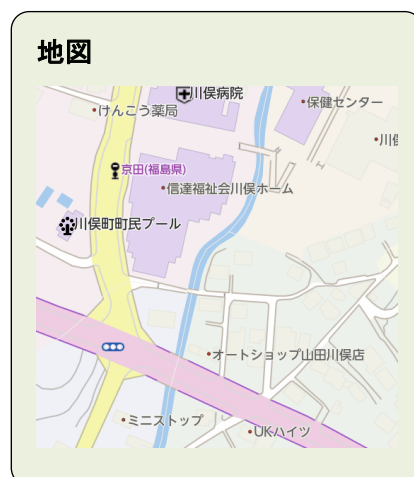 地図
川俣病院
けんこう薬局
保健センター
川俣
京田(福島県)
信達福祉会川俣ホーム
川俣町町民プール
オートショップ山田川俣店
ミニストップ
UKハイツ